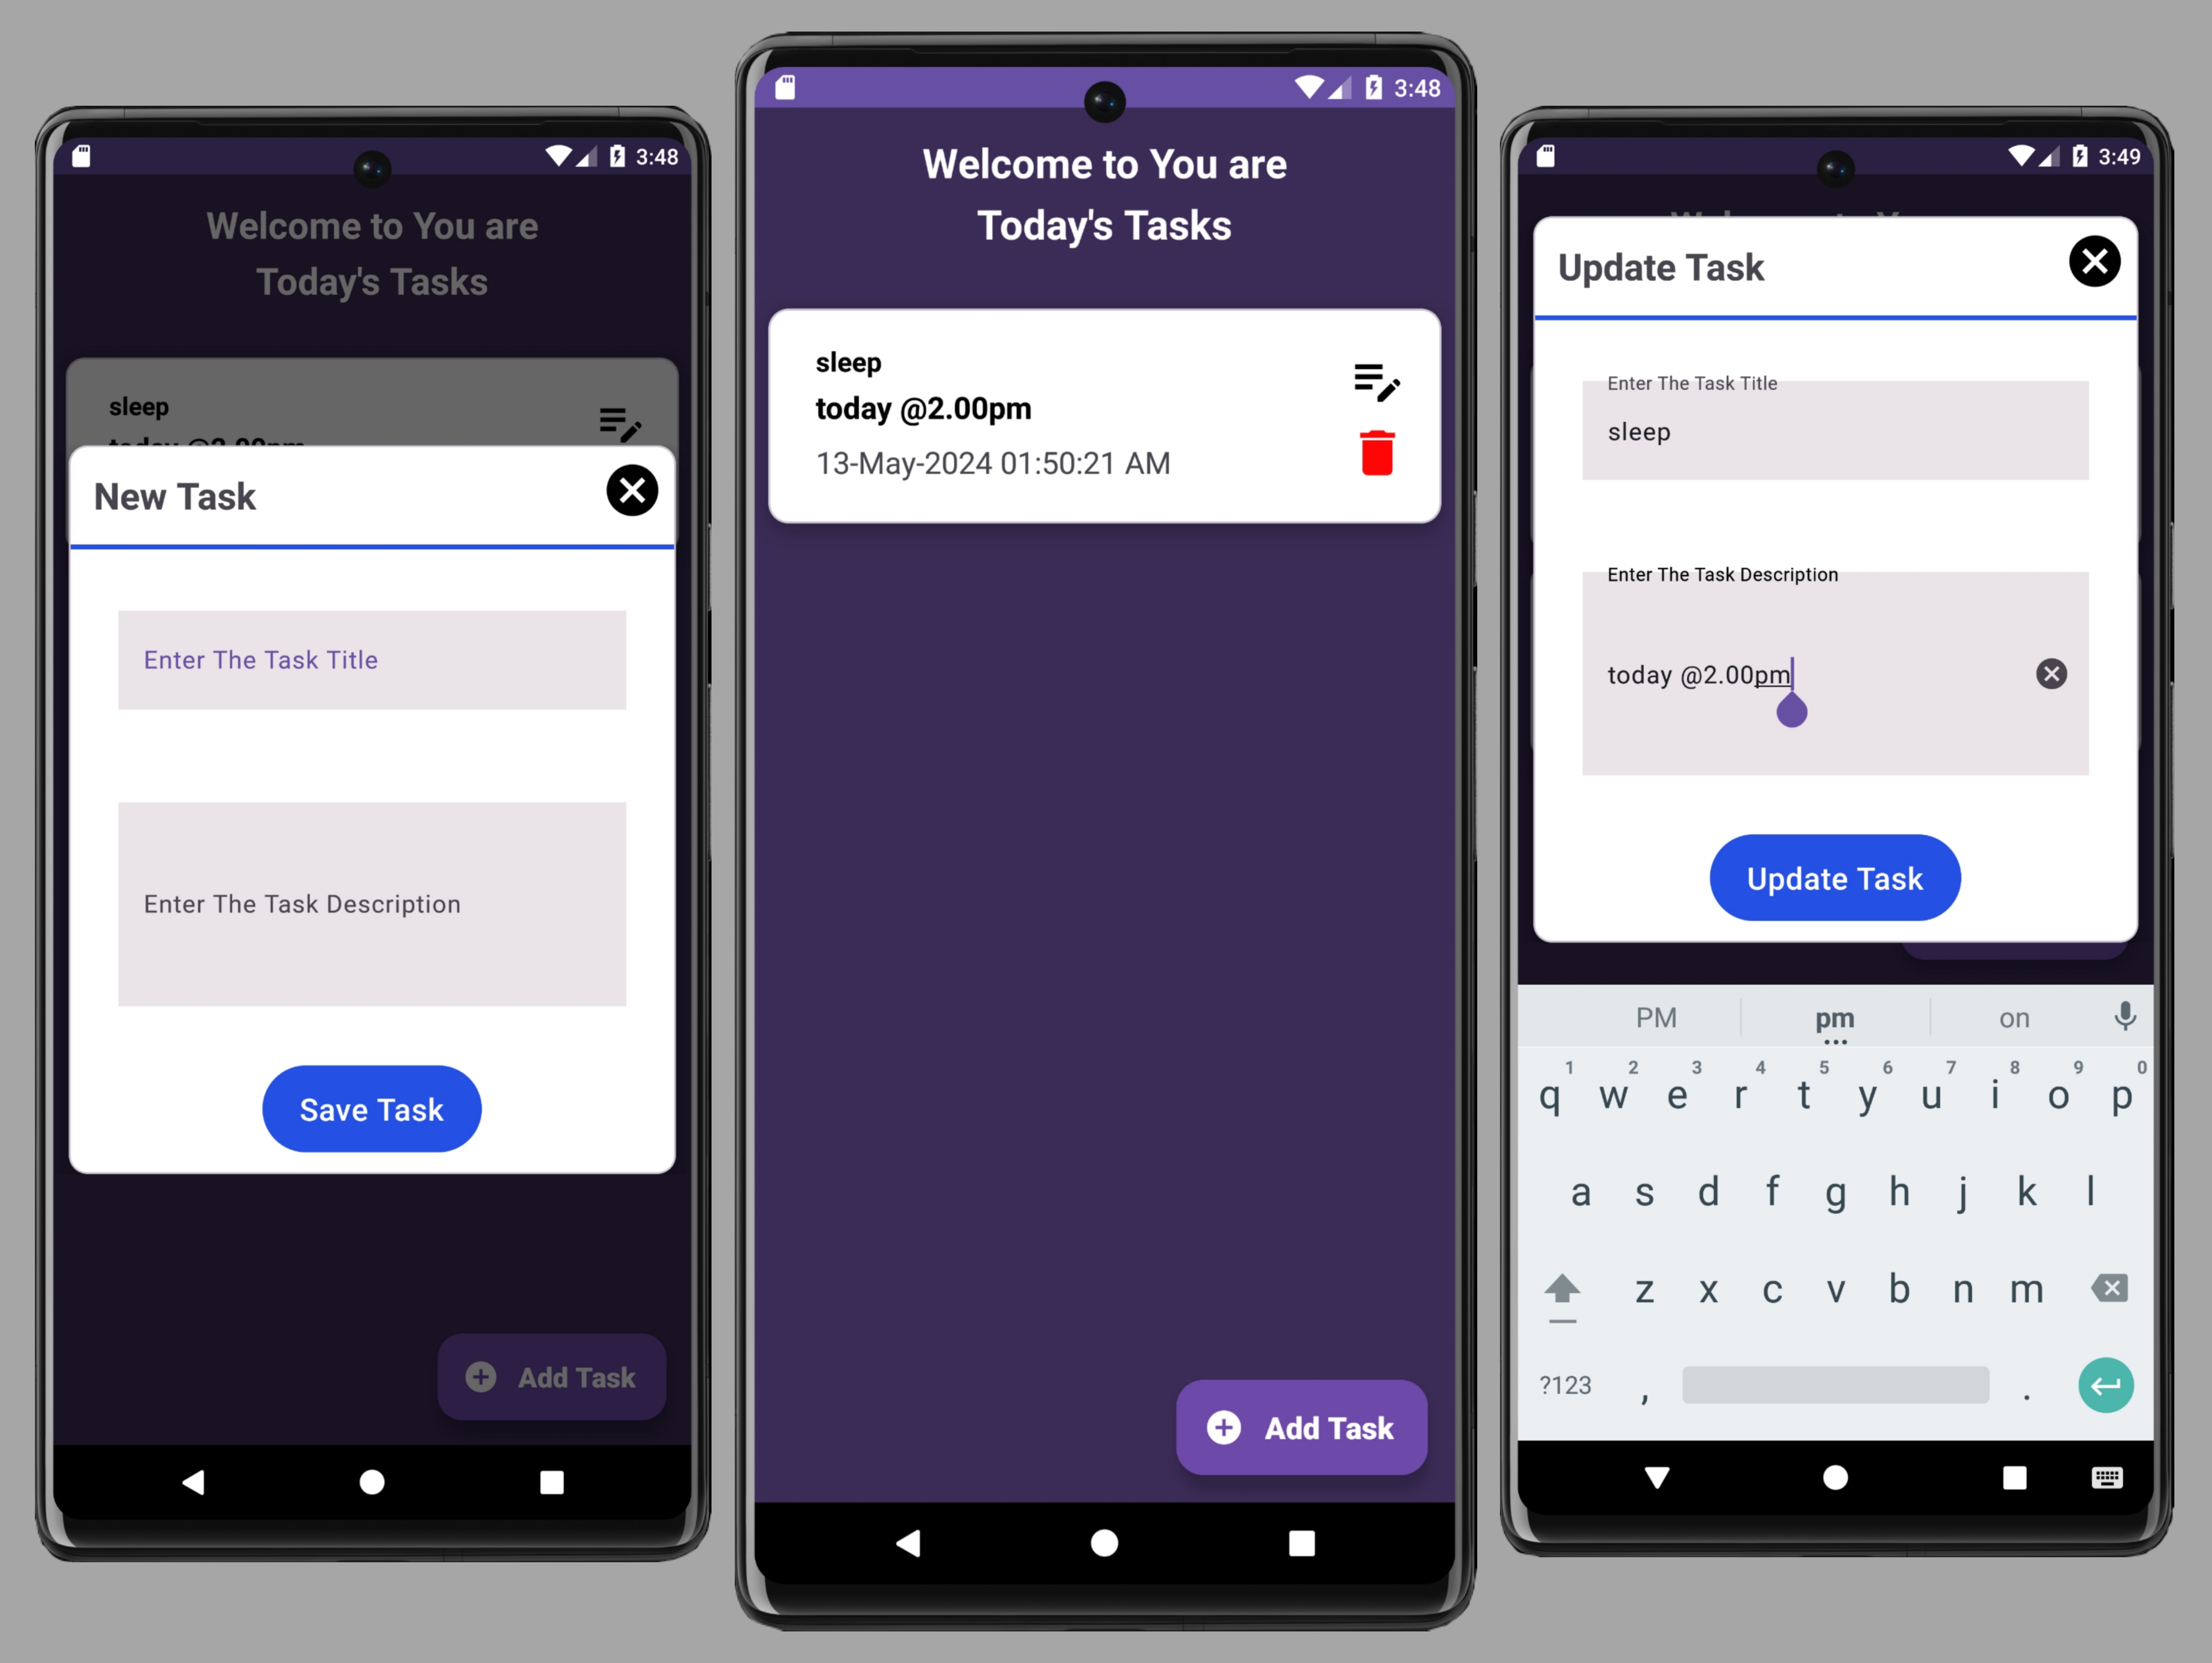 3:48
Welcome to You are
Today's Tasks
sleep
today @2.00pm
New Task
Enter The Task Title
Enter The Task Description
Save Task
Add Task
3:48
Welcome to You are
Today's Tasks
sleep
today @2.00pm
13-May-2024 01:50:21 AM
Add Task
3:49
Update Task
Enter The Task Title
sleep
Enter The Task Description
today @2.00pm
Update Task
PM pm on
1 2 3 4 5 6 7 8 9 0
q w e r t y u i o p
a s d f g h j k l
z x c v b n m
?123 , .